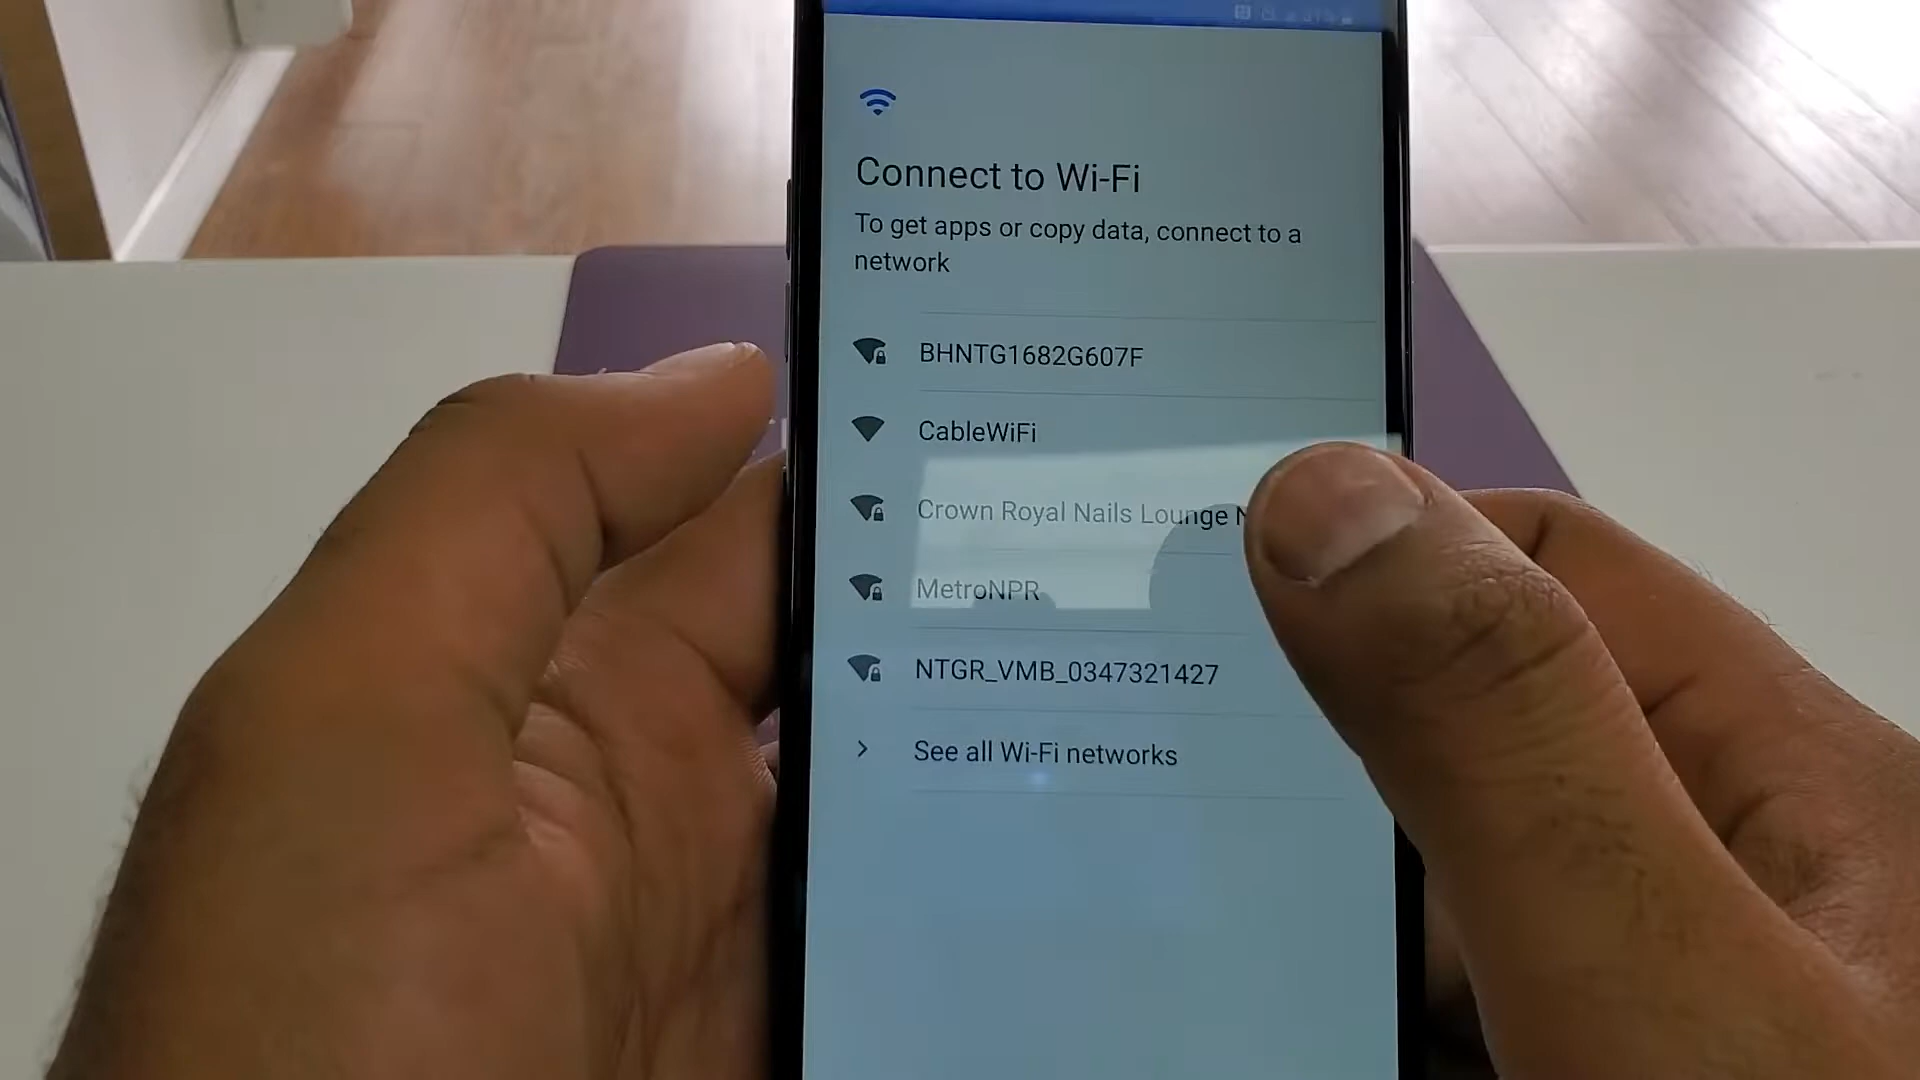 Connect to Wi-Fi
To get apps or copy data, connect to a
network
BHNTG1682G607F
CableWiFi
Crown Royal Nails Lounge
MetroNPR
NTGR_VMB_0347321427
See all Wi-Fi networks